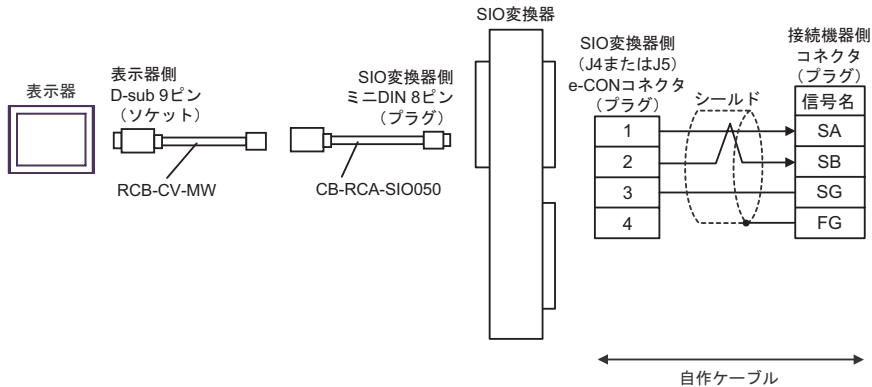 SIO変換器
表示器
表示器側
D-sub 9ピン
（ソケット）
RCB-CV-MW
SIO変換器側
ミニDIN 8ピン
（プラグ）
CB-RCA-SIO050
SIO変換器側
（J4またはJ5）
e-CONコネクタ
（プラグ）
シールド
接続機器側
コネクタ
（プラグ）
信号名
1
SA
2
SB
3
SG
4
FG
自作ケーブル